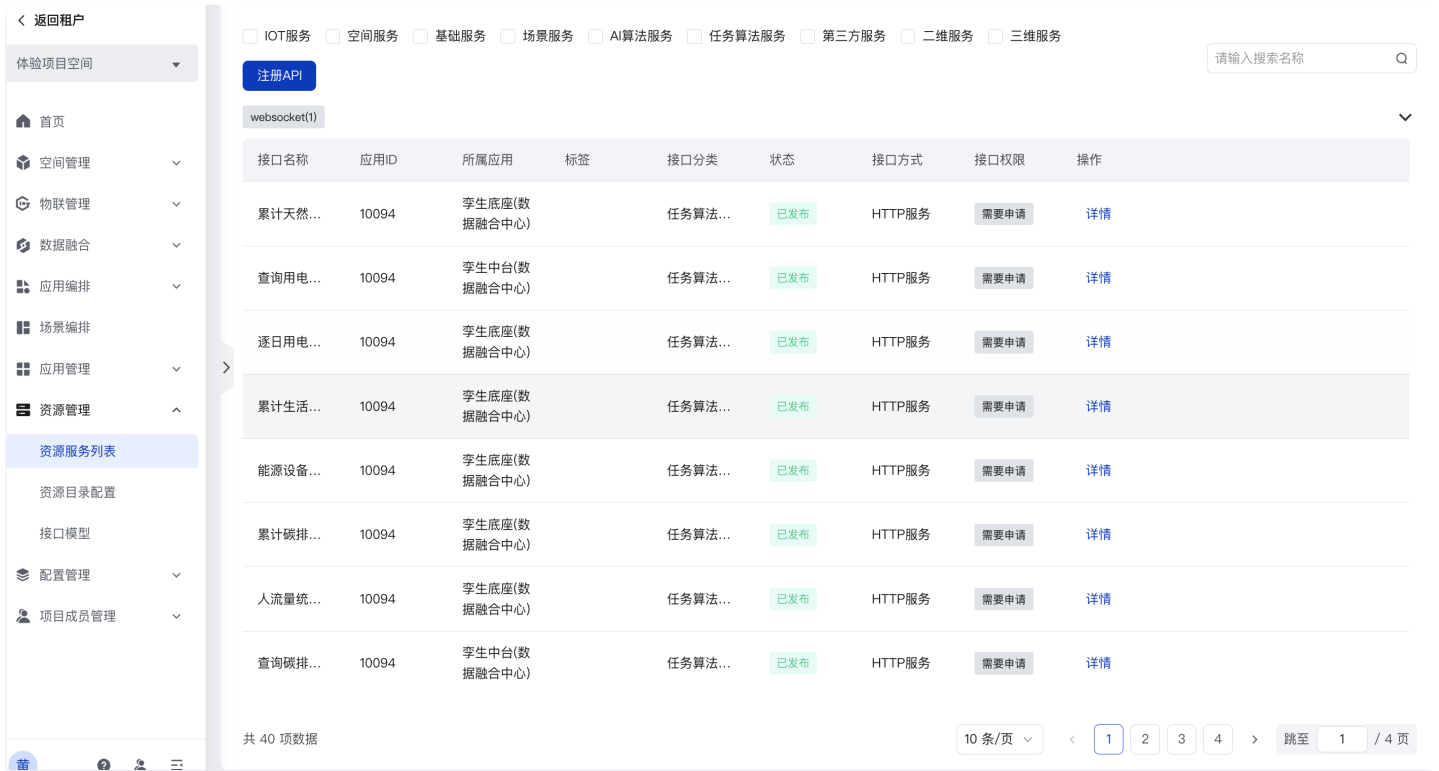 返回租户
体验项目空间
首页
空间管理
物联管理
数据融合
应用编排
场景编排
应用管理
资源管理
资源服务列表
资源目录配置
接口模型
配置管理
项目成员管理
黄
IOT服务 空间服务 基础服务 场景服务 AI算法服务 任务算法服务 第三方服务 二维服务 三维服务
请输入搜索名称
注册API
websocket(1)
接口名称 应用ID 所属应用 标签 接口分类 状态 接口方式 接口权限 操作
累计天然... 10094 孪生底座(数 任务算法... 已发布 HTTP服务 需要申请 详情
据融合中心)
查询用电... 10094 孪生中台(数 任务算法... 已发布 HTTP服务 需要申请 详情
据融合中心)
逐日用电... 10094 孪生底座(数 任务算法... 已发布 HTTP服务 需要申请 详情
据融合中心)
累计生活... 10094 孪生底座(数 任务算法... 已发布 HTTP服务 需要申请 详情
据融合中心)
能源设备... 10094 孪生底座(数 任务算法... 已发布 HTTP服务 需要申请 详情
据融合中心)
累计碳排... 10094 孪生底座(数 任务算法... 已发布 HTTP服务 需要申请 详情
据融合中心)
人流量统... 10094 孪生底座(数 任务算法... 已发布 HTTP服务 需要申请 详情
据融合中心)
查询碳排... 10094 孪生中台(数 任务算法... 已发布 HTTP服务 需要申请 详情
据融合中心)
共 40 项数据 10 条/页 1 2 3 4 跳至 1 / 4 页